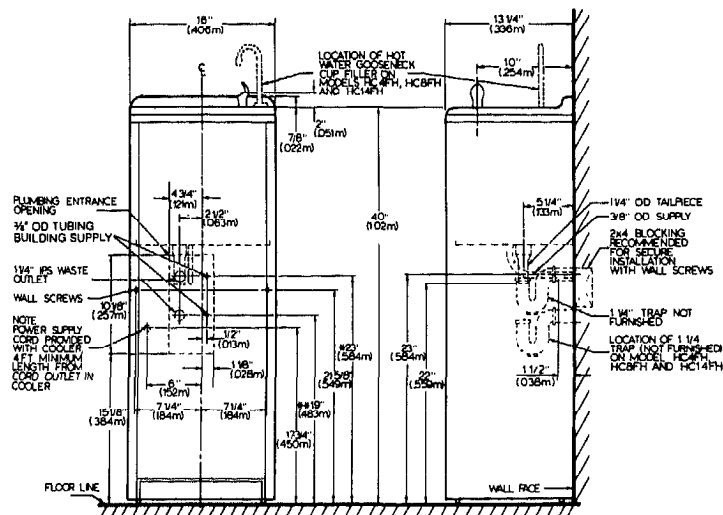 16"
(.406m)
13 1/4"
(.336m)
10"
(.254m)
LOCATION OF HOT
WATER GOOSENECK
CUP FILLER ON
MODELS HC4FH, HC8FH
AND HC14FH
2"
(.051m)
7/8"
(.022m)
PLUMBING ENTRANCE
OPENING
4 3/4"
(.121m)
2 1/2"
(.063m)
3/8" OD TUBING
BUILDING SUPPLY
40"
(1.02m)
5 1/4"
(.133m)
1 1/4" OD TAILPIECE
3/8" OD SUPPLY
2x4 BLOCKING
RECOMMENDED
FOR SECURE
INSTALLATION
WITH WALL SCREWS
1 1/4" IPS WASTE
OUTLET
WALL SCREWS
10 1/8"
(.257m)
NOTE
POWER SUPPLY
CORD PROVIDED
WITH COOLER
4 FT MINIMUM
LENGTH FROM
CORD OUTLET IN
COOLER
1/2"
(.013m)
1 1/8"
(.028m)
6"
(.152m)
*23"
(.584m)
21 5/8"
(.549m)
**19"
(.483m)
17 3/4"
(.450m)
15 1/8"
(.384m)
7 1/4"
(.184m)
7 1/4"
(.184m)
23"
(.584m)
22"
(.559m)
1 1/4" TRAP NOT
FURNISHED
LOCATION OF 1 1/4
TRAP (NOT FURNISHED)
ON MODEL HC4FH,
HC8FH AND HC14FH
1 1/2"
(.038m)
FLOOR LINE
WALL FACE